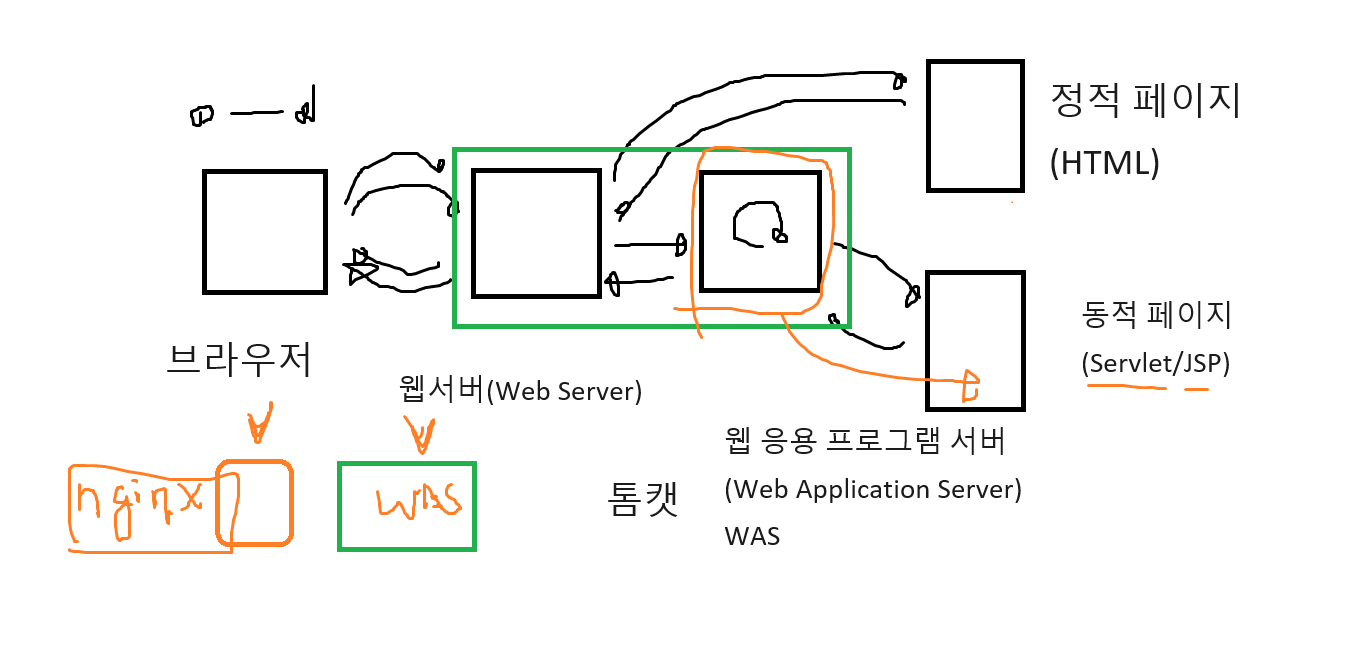 정적 페이지
(HTML)
브라우저
동적 페이지
(Servlet/JSP)
웹서버(Web Server)
웹 응용 프로그램 서버
(Web Application Server)
WAS
톰캣
nginx
WAS